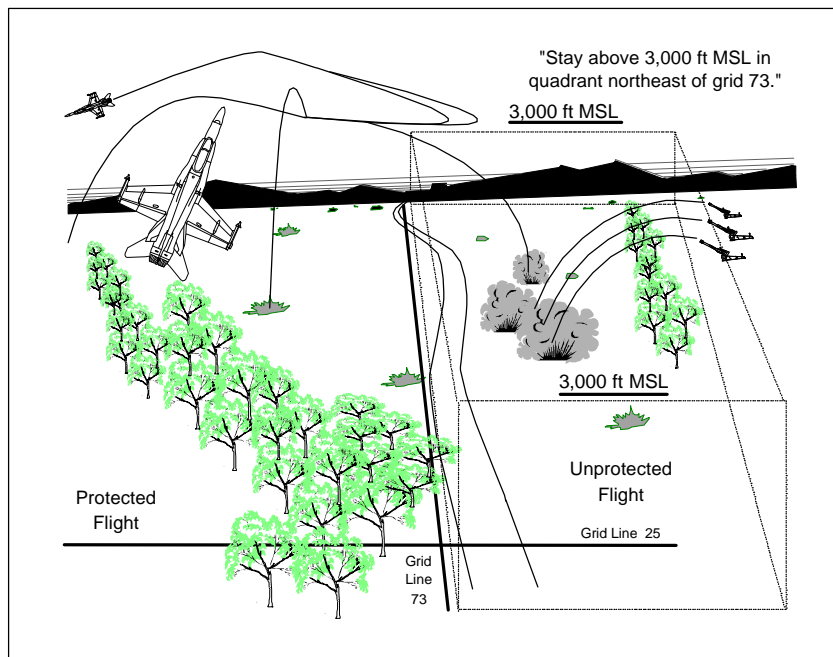 "Stay above 3,000 ft MSL in
quadrant northeast of grid 73."
3,000 ft MSL
3,000 ft MSL
Unprotected
Flight
Protected
Flight
Grid Line 25
Grid
Line
73